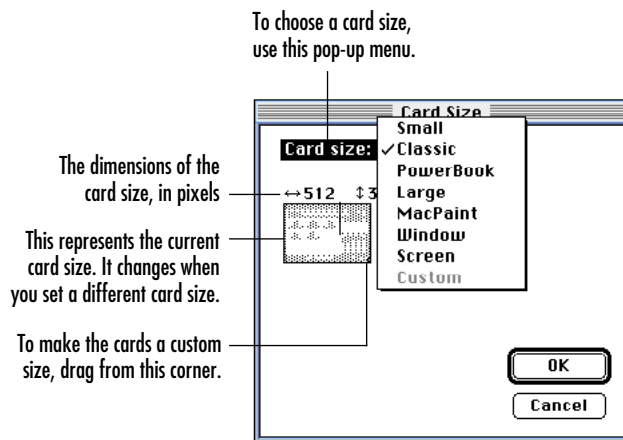 To choose a card size,
use this pop-up menu.
Card Size
Small
Card size: ✓Classic
PowerBook
The dimensions of the
card size, in pixels
↔512 ↕3
Large
MacPaint
Window
Screen
Custom
This represents the current
card size. It changes when
you set a different card size.
To make the cards a custom
size, drag from this corner.
OK
Cancel